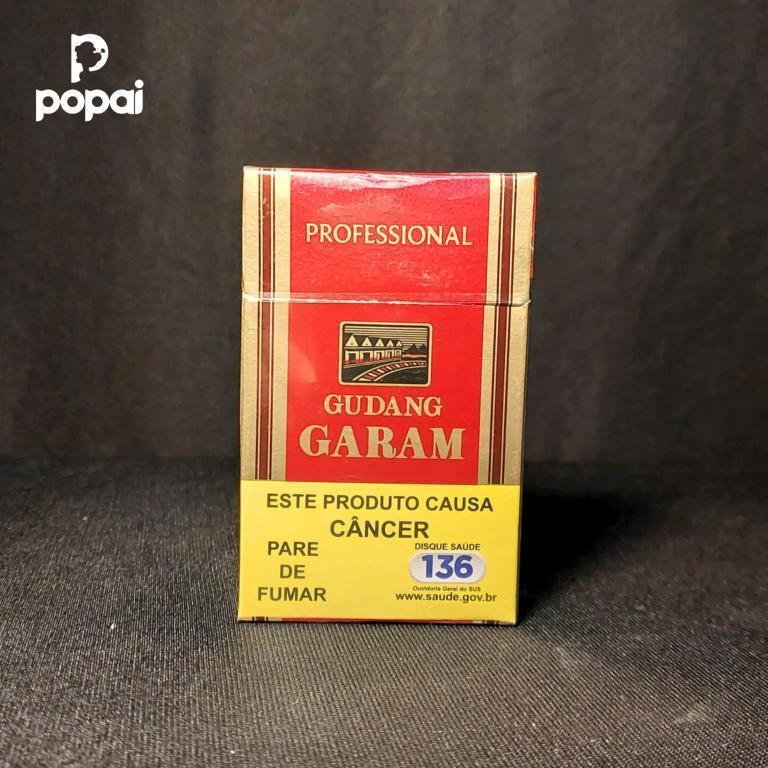 popai
PROFESSIONAL
GUDANG
GARAM
ESTE PRODUTO CAUSA
CÂNCER
PARE
DE
FUMAR
DISQUE SAÚDE
136
Ouvidoria Geral do SUS
www.saude.gov.br